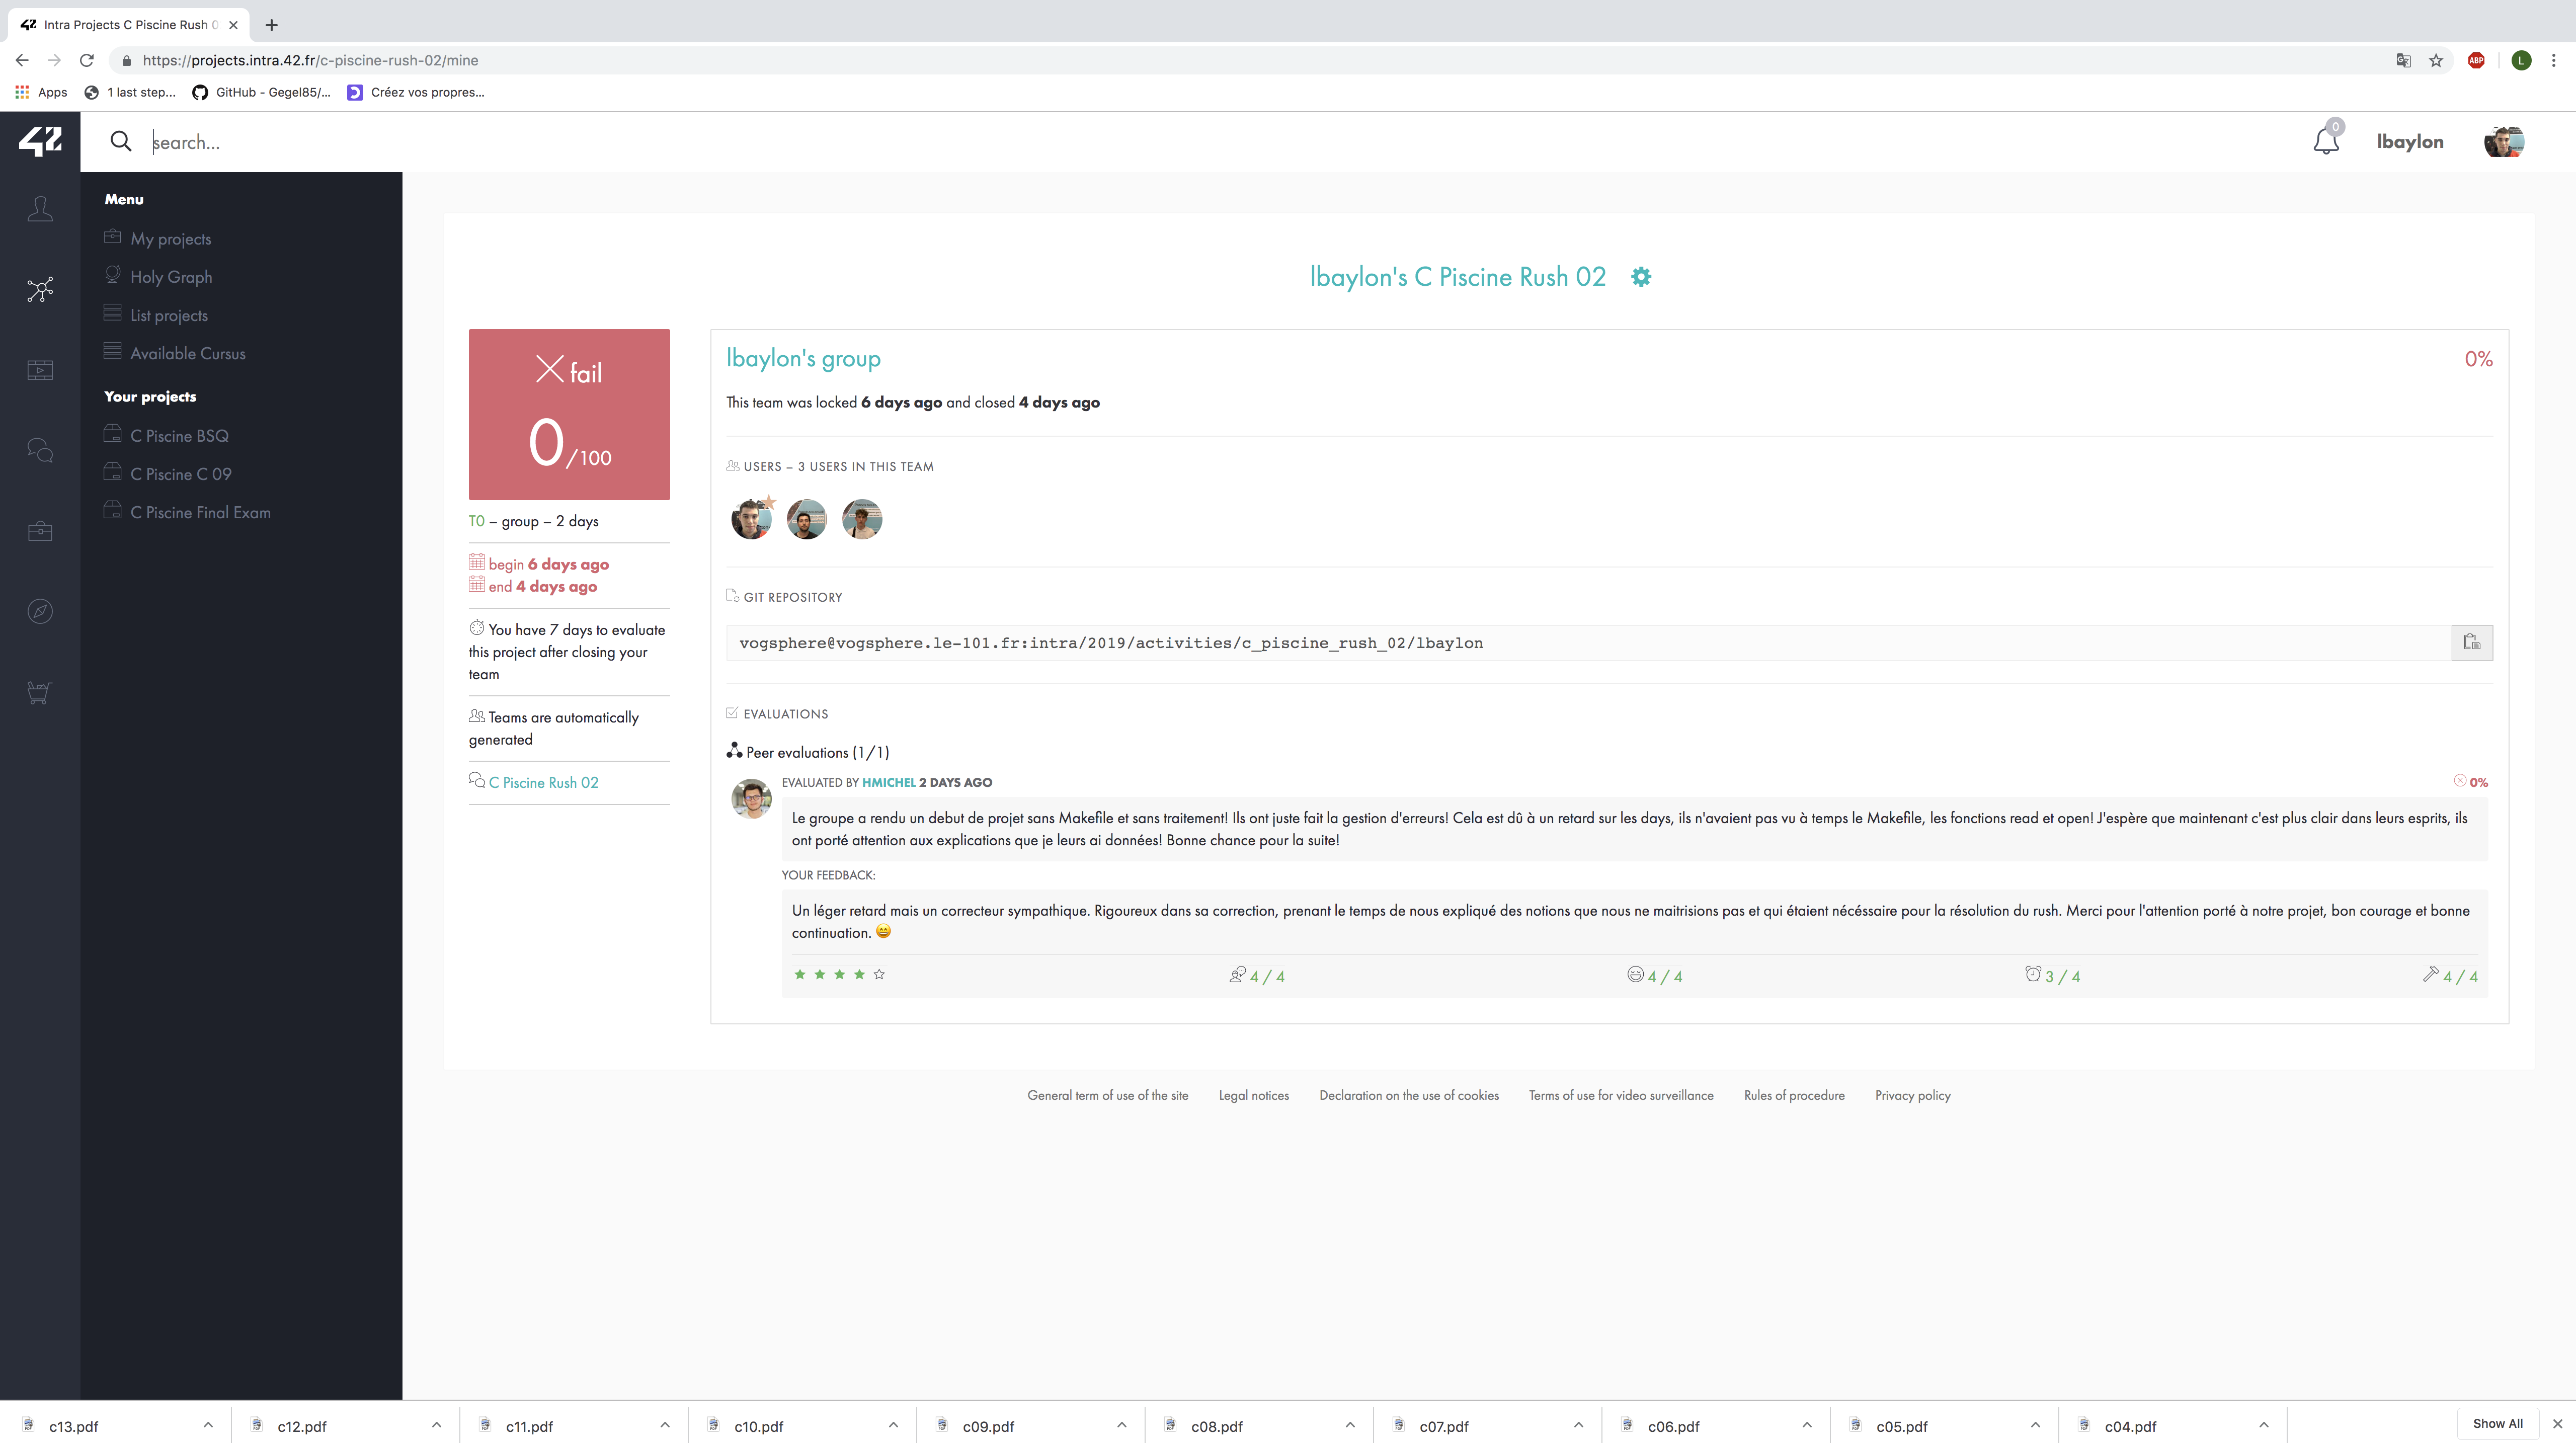 Intra Projects C Piscine Rush 0
https://projects.intra.42.fr/c-piscine-rush-02/mine
ABP
L
Apps
1 last step...
GitHub - Gegel85/...
Créez vos propres...
42
search...
0
lbaylon
Menu
My projects
Holy Graph
List projects
Available Cursus
Your projects
C Piscine BSQ
C Piscine C 09
C Piscine Final Exam
lbaylon's C Piscine Rush 02
fail
0/100
T0 – group – 2 days
begin 6 days ago
end 4 days ago
You have 7 days to evaluate
this project after closing your
team
Teams are automatically
generated
C Piscine Rush 02
lbaylon's group
0%
This team was locked 6 days ago and closed 4 days ago
USERS – 3 USERS IN THIS TEAM
GIT REPOSITORY
vogsphere@vogsphere.le-101.fr:intra/2019/activities/c_piscine_rush_02/lbaylon
EVALUATIONS
Peer evaluations (1/1)
EVALUATED BY HMICHEL 2 DAYS AGO
0%
Le groupe a rendu un debut de projet sans Makefile et sans traitement! Ils ont juste fait la gestion d'erreurs! Cela est dû à un retard sur les days, ils n'avaient pas vu à temps le Makefile, les fonctions read et open! J'espère que maintenant c'est plus clair dans leurs esprits, ils
ont porté attention aux explications que je leurs ai données! Bonne chance pour la suite!
YOUR FEEDBACK:
Un léger retard mais un correcteur sympathique. Rigoureux dans sa correction, prenant le temps de nous expliqué des notions que nous ne maitrisions pas et qui étaient nécéssaire pour la résolution du rush. Merci pour l'attention porté à notre projet, bon courage et bonne
continuation. 😄
4 / 4
4 / 4
3 / 4
4 / 4
General term of use of the site
Legal notices
Declaration on the use of cookies
Terms of use for video surveillance
Rules of procedure
Privacy policy
c13.pdf
c12.pdf
c11.pdf
c10.pdf
c09.pdf
c08.pdf
c07.pdf
c06.pdf
c05.pdf
c04.pdf
Show All